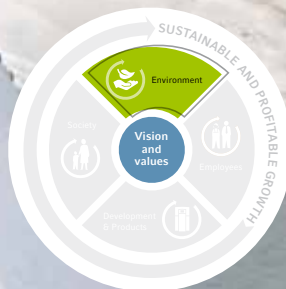 SUSTAINABLE AND PROFITABLE GROWTH
Environment
Society
Vision
and
values
Employees
Development
& Products